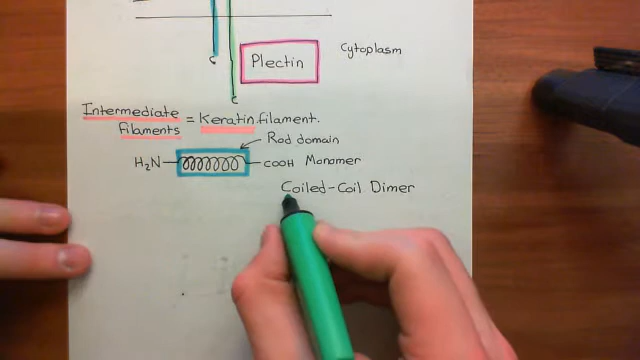 Cytoplasm
Plectin
C
Intermediate
filaments
= Keratin filament.
Rod domain
H₂N
COOH Monomer
Coiled-Coil Dimer